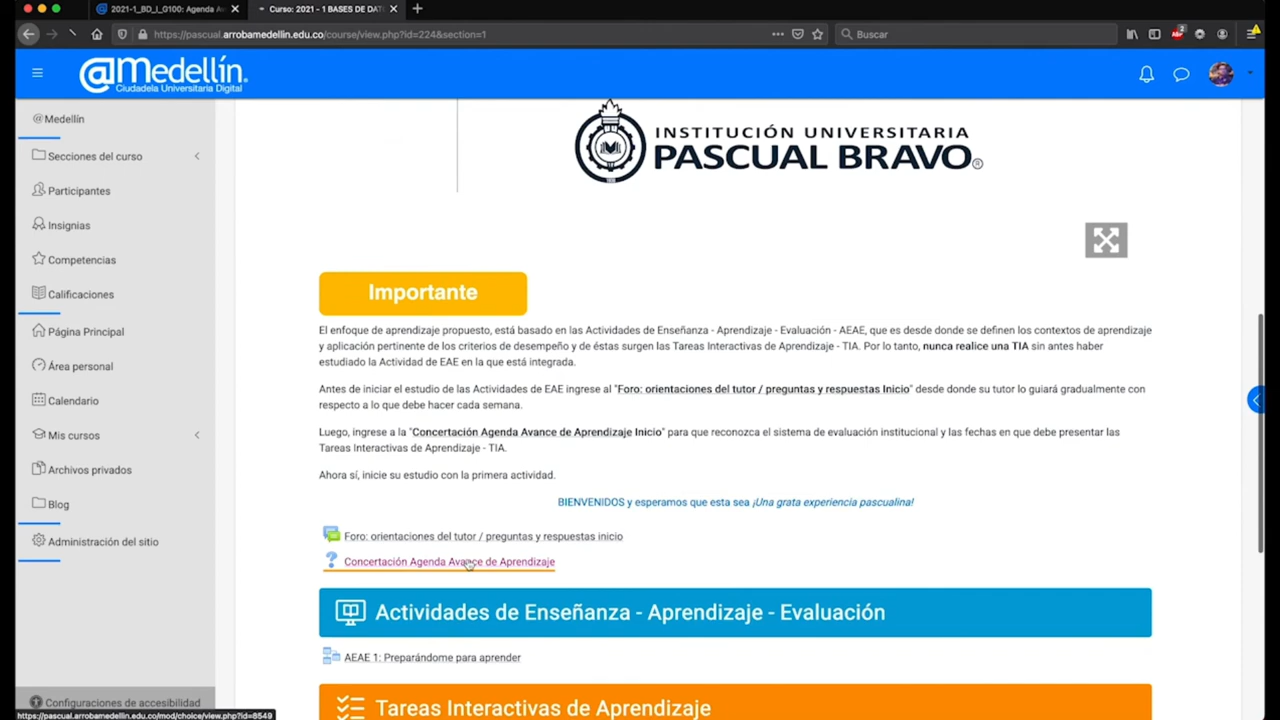 2021-1_BD_I_G100: Agenda Av
Curso: 2021 - 1 BASES DE DAT
https://pascual.arrobamedellin.edu.co/course/view.php?id=224&section=1
Buscar
@Medellín
Ciudadela Universitaria Digital
@Medellín
Secciones del curso
Participantes
Insignias
Competencias
Calificaciones
Página Principal
Área personal
Calendario
Mis cursos
Archivos privados
Blog
Administración del sitio
Configuraciones de accesibilidad
https://pascual.arrobamedellin.edu.co/mod/choice/view.php?id=8549
INSTITUCIÓN UNIVERSITARIA
PASCUAL BRAVO®
Importante
El enfoque de aprendizaje propuesto, está basado en las Actividades de Enseñanza - Aprendizaje - Evaluación - AEAE, que es desde donde se definen los contextos de aprendizaje
y aplicación pertinente de los criterios de desempeño y de éstas surgen las Tareas Interactivas de Aprendizaje - TIA. Por lo tanto, nunca realice una TIA sin antes haber
estudiado la Actividad de EAE en la que está integrada.
Antes de iniciar el estudio de las Actividades de EAE ingrese al "Foro: orientaciones del tutor / preguntas y respuestas Inicio" desde donde su tutor lo guiará gradualmente con
respecto a lo que debe hacer cada semana.
Luego, ingrese a la "Concertación Agenda Avance de Aprendizaje Inicio" para que reconozca el sistema de evaluación institucional y las fechas en que debe presentar las
Tareas Interactivas de Aprendizaje - TIA.
Ahora sí, inicie su estudio con la primera actividad.
BIENVENIDOS y esperamos que esta sea ¡Una grata experiencia pascualina!
Foro: orientaciones del tutor / preguntas y respuestas inicio
Concertación Agenda Avance de Aprendizaje
Actividades de Enseñanza - Aprendizaje - Evaluación
AEAE 1: Preparándome para aprender
Tareas Interactivas de Aprendizaje